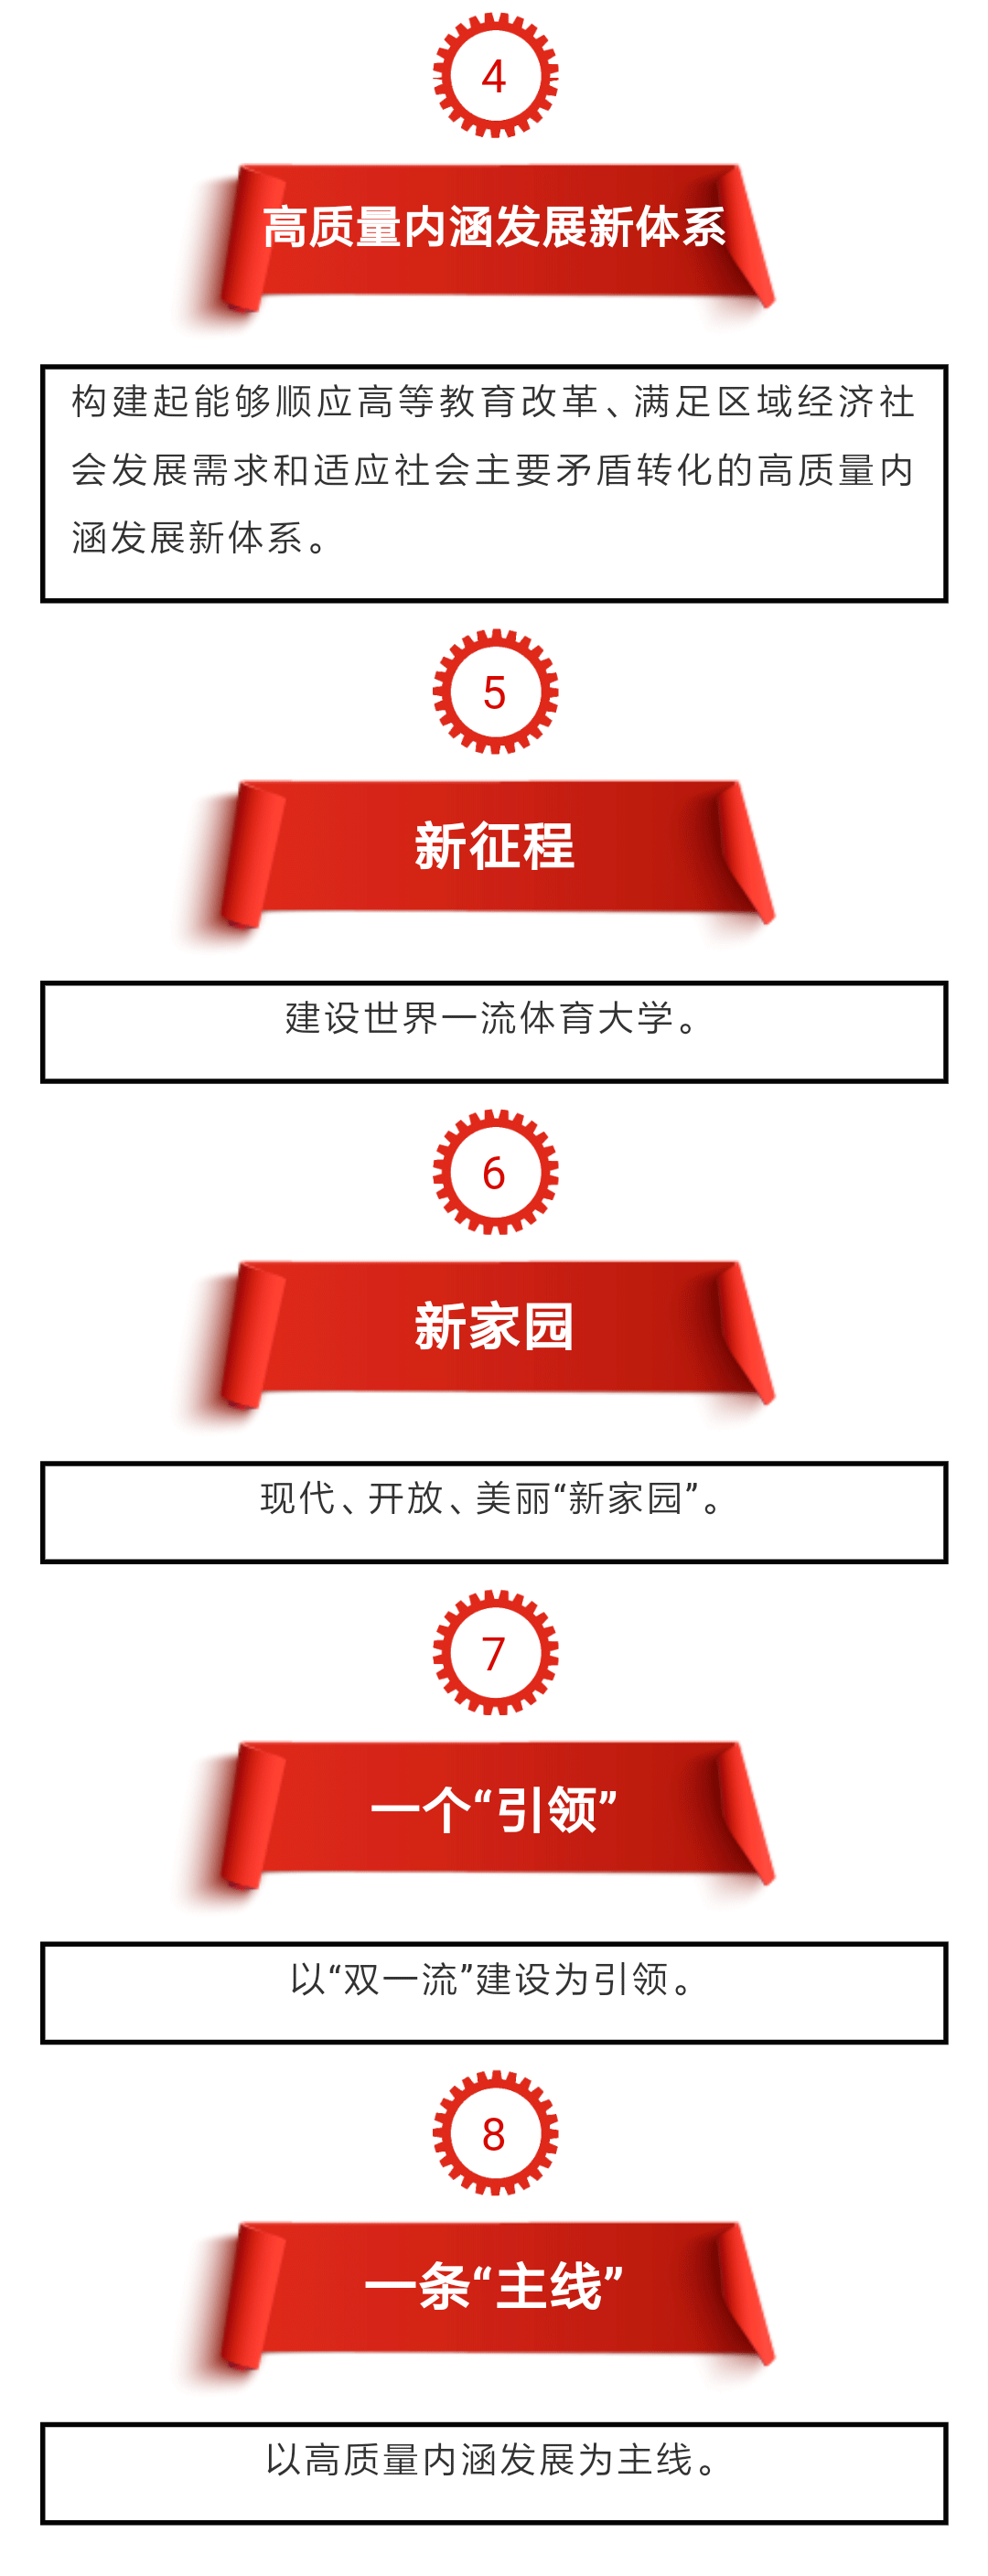 4
高质量内涵发展新体系
构建起能够顺应高等教育改革、满足区域经济社
会发展需求和适应社会主要矛盾转化的高质量内
涵发展新体系。
5
新征程
建设世界一流体育大学。
6
新家园
现代、开放、美丽“新家园”。
7
一个“引领”
以“双一流”建设为引领。
8
一条“主线”
以高质量内涵发展为主线。